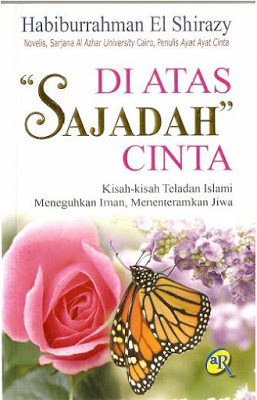 Habiburrahman El Shirazy
Novelis, Sarjana Al Azhar University Cairo, Penulis Ayat Ayat Cinta
DI ATAS
"SAJADAH"
CINTA
Kisah-kisah Teladan Islami
Meneguhkan Iman, Menenteramkan Jiwa
aR